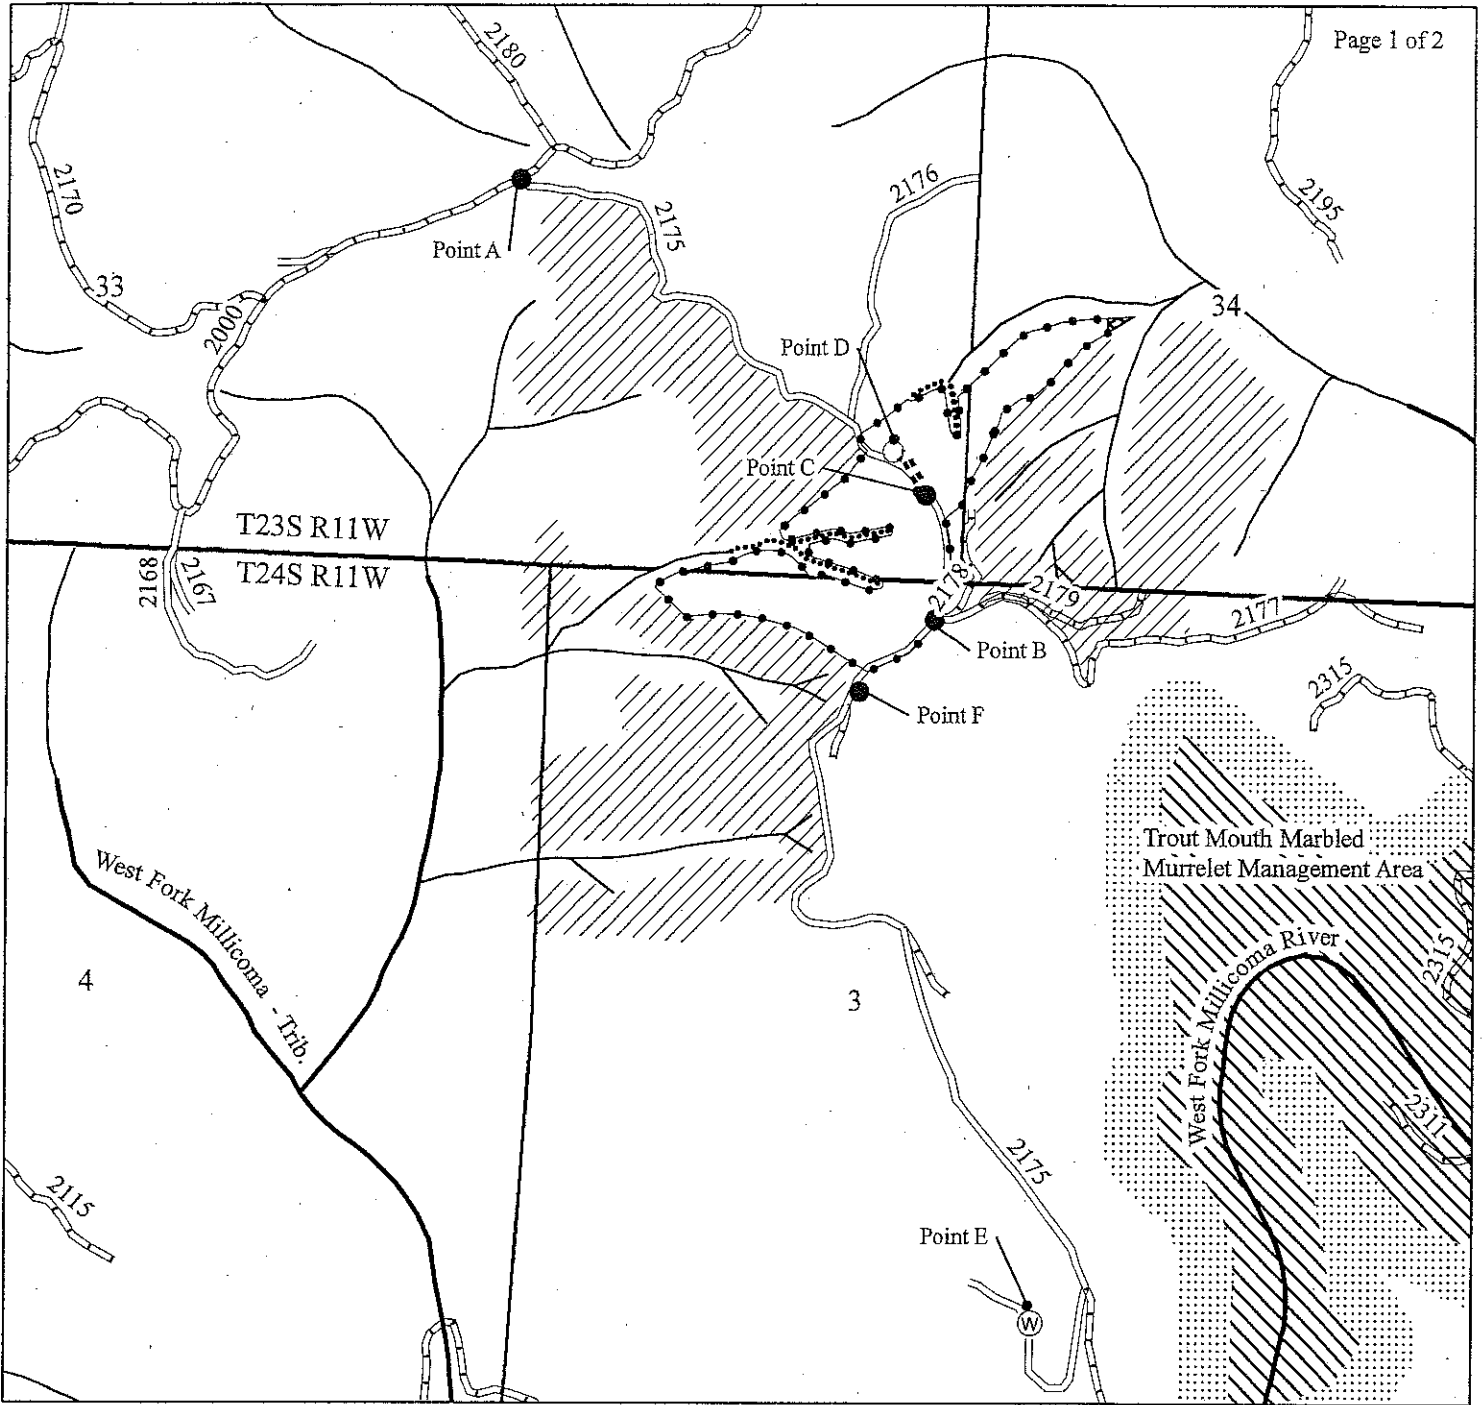 Page 1 of 2
2180
2170
2176
2195
2175
Point A
33
34
2000
Point D
Point C
T23S R11W
T24S R11W
2168
2167
2178
2179
2177
Point B
2315
Point F
Trout Mouth Marbled
Murrelet Management Area
West Fork Millicoma - Trib.
West Fork Millicoma River
2315
4
3
2311
2175
2115
Point E
W